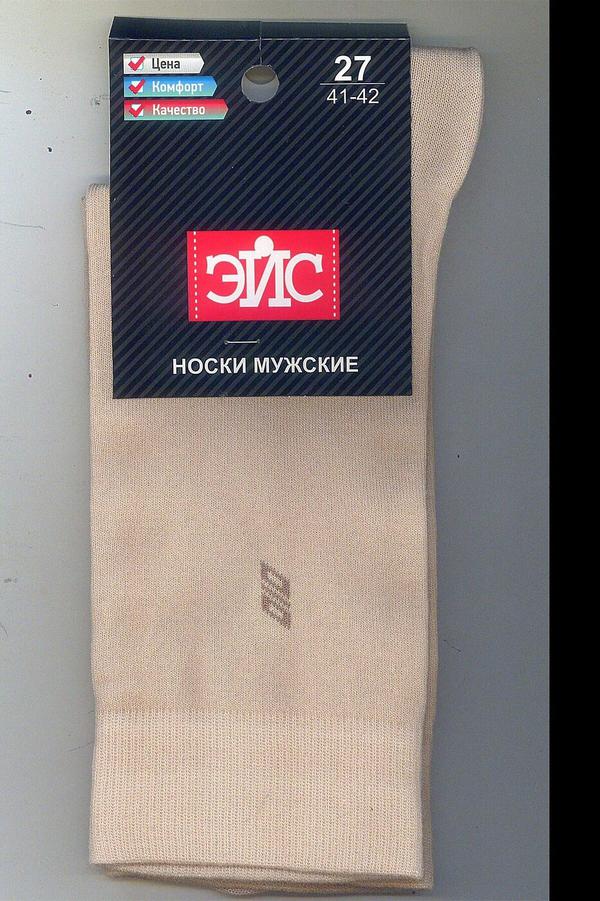 Цена
Комфорт
Качество
27
41-42
ЭЙС
НОСКИ МУЖСКИЕ